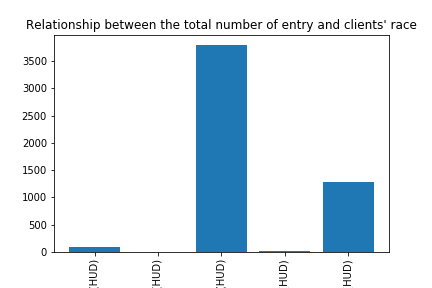 Relationship between the total number of entry and clients' race
3500
3000
2500
2000
1500
1000
500
0
(HUD)
(HUD)
(HUD)
(HUD)
(HUD)